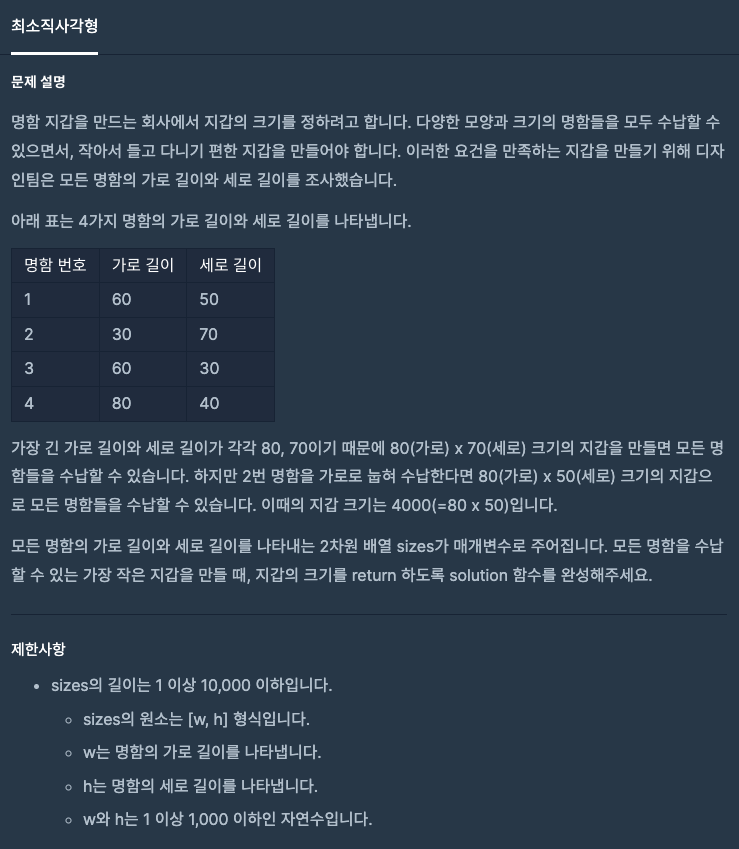 최소직사각형
문제 설명
명함 지갑을 만드는 회사에서 지갑의 크기를 정하려고 합니다. 다양한 모양과 크기의 명함들을 모두 수납할 수
있으면서, 작아서 들고 다니기 편한 지갑을 만들어야 합니다. 이러한 요건을 만족하는 지갑을 만들기 위해 디자
인팀은 모든 명함의 가로 길이와 세로 길이를 조사했습니다.
아래 표는 4가지 명함의 가로 길이와 세로 길이를 나타냅니다.
명함 번호 가로 길이 세로 길이
1 60 50
2 30 70
3 60 30
4 80 40
가장 긴 가로 길이와 세로 길이가 각각 80, 70이기 때문에 80(가로) x 70(세로) 크기의 지갑을 만들면 모든 명
함들을 수납할 수 있습니다. 하지만 2번 명함을 가로로 눕혀 수납한다면 80(가로) x 50(세로) 크기의 지갑으
로 모든 명함들을 수납할 수 있습니다. 이때의 지갑 크기는 4000(=80 x 50)입니다.
모든 명함의 가로 길이와 세로 길이를 나타내는 2차원 배열 sizes가 매개변수로 주어집니다. 모든 명함을 수납
할 수 있는 가장 작은 지갑을 만들 때, 지갑의 크기를 return 하도록 solution 함수를 완성해주세요.
제한사항
• sizes의 길이는 1 이상 10,000 이하입니다.
◦ sizes의 원소는 [w, h] 형식입니다.
◦ w는 명함의 가로 길이를 나타냅니다.
◦ h는 명함의 세로 길이를 나타냅니다.
◦ w와 h는 1 이상 1,000 이하인 자연수입니다.